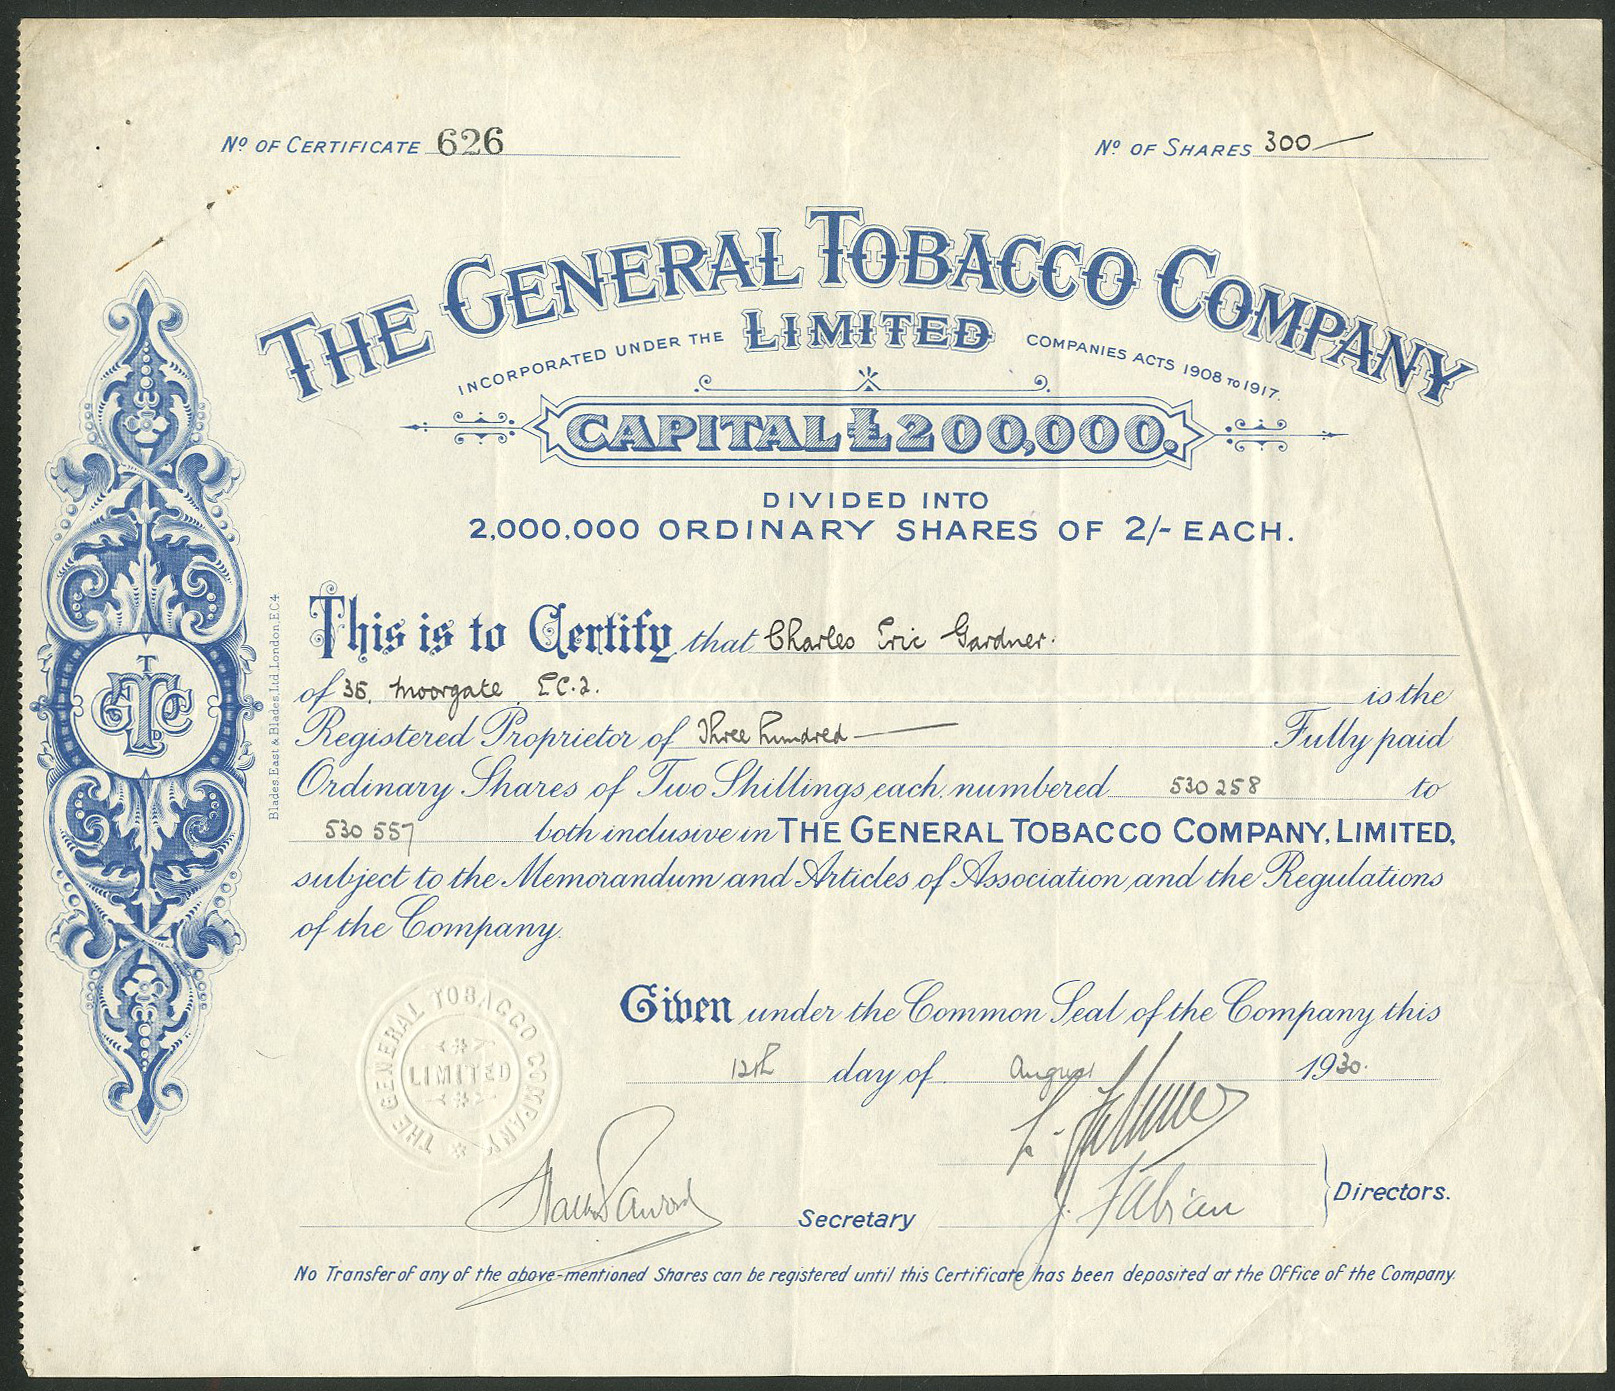 Nº OF CERTIFICATE 626
Nº OF SHARES 300
THE GENERAL TOBACCO COMPANY
LIMITED
INCORPORATED UNDER THE COMPANIES ACTS 1908 TO 1917.
CAPITAL £200,000.
DIVIDED INTO
2,000,000 ORDINARY SHARES OF 2/- EACH.
This is to Certify that Charles Eric Gardner.
of 36, Moorgate, E.C.2. is the
Registered Proprietor of Three hundred Fully paid
Ordinary Shares of Two Shillings each, numbered 530 258 to
530 557 both inclusive in THE GENERAL TOBACCO COMPANY, LIMITED,
subject to the Memorandum and Articles of Association and the Regulations
of the Company.
Given under the Common Seal of the Company this
12th day of August 1930.
THE GENERAL TOBACCO COMPANY
LIMITED
J. Fabian
Directors.
Secretary
No Transfer of any of the above-mentioned Shares can be registered until this Certificate has been deposited at the Office of the Company.
Blades, East & Blades, Ltd. London, E.C.4
T
GTC
LD